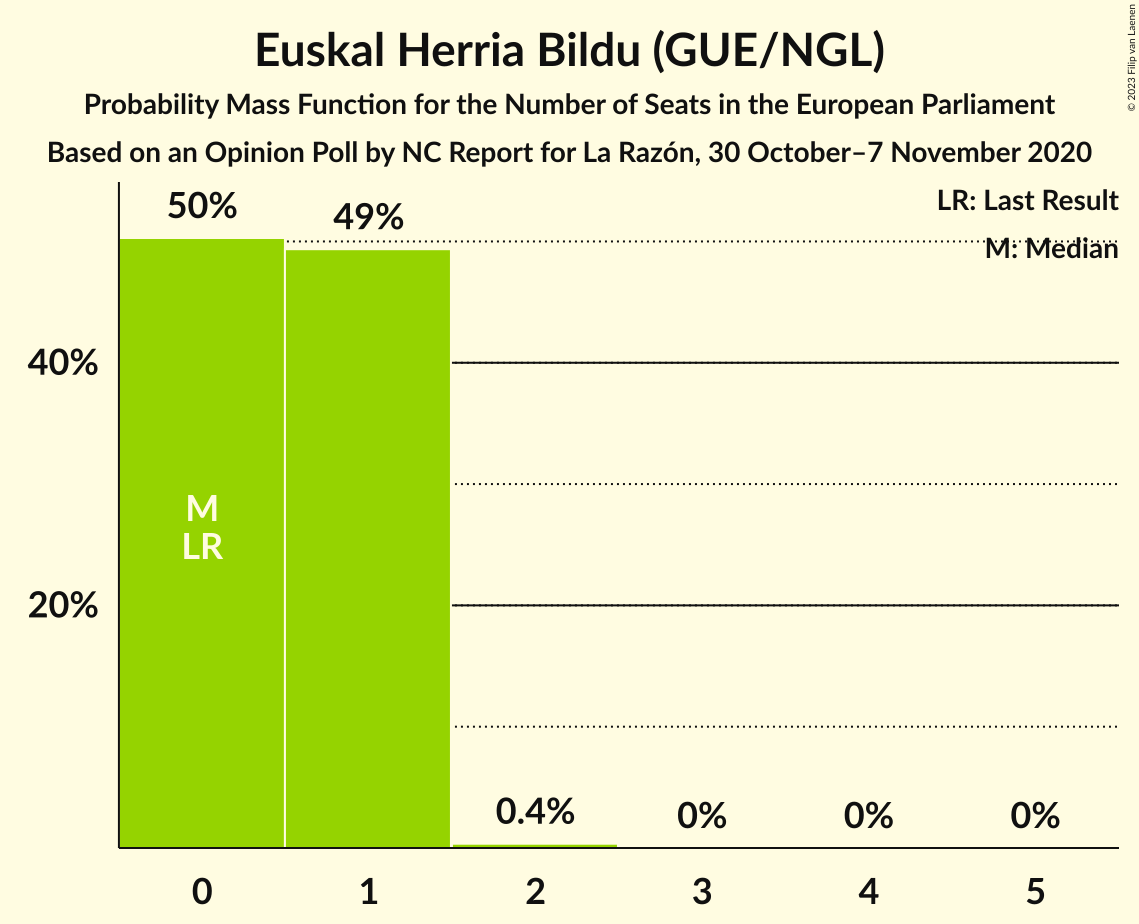 Euskal Herria Bildu (GUE/NGL)
Probability Mass Function for the Number of Seats in the European Parliament
Based on an Opinion Poll by NC Report for La Razón, 30 October–7 November 2020
© 2023 Filip van Laenen
LR: Last Result
M: Median
50%
49%
40%
M
LR
20%
0.4%
0%
0%
0%
0
1
2
3
4
5